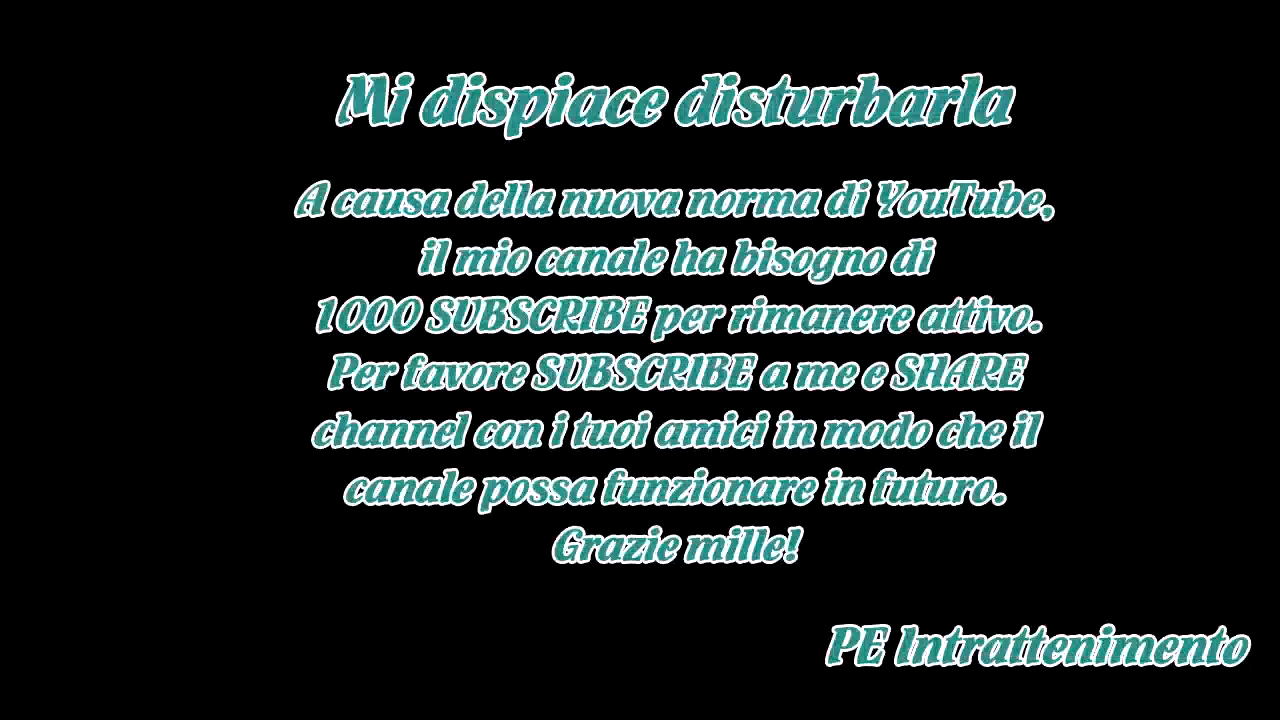 Mi dispiace disturbarla
A causa della nuova norma di YouTube,
il mio canale ha bisogno di
1000 SUBSCRIBE per rimanere attivo.
Per favore SUBSCRIBE a me e SHARE
channel con i tuoi amici in modo che il
canale possa funzionare in futuro.
Grazie mille!
PE Intrattenimento